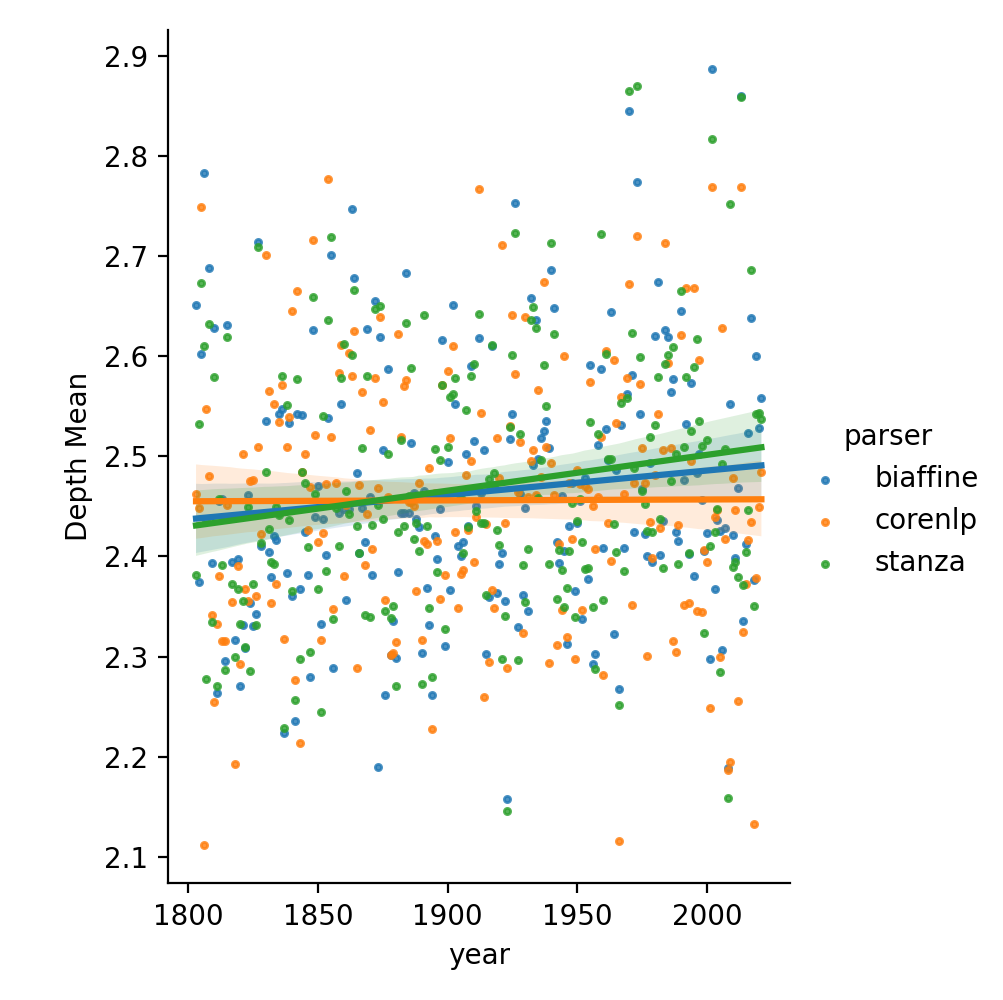 2.9
2.8
2.7
2.6
2.5
2.4
2.3
2.2
2.1
Depth Mean
1800 1850 1900 1950 2000
year
parser
biaffine
corenlp
stanza